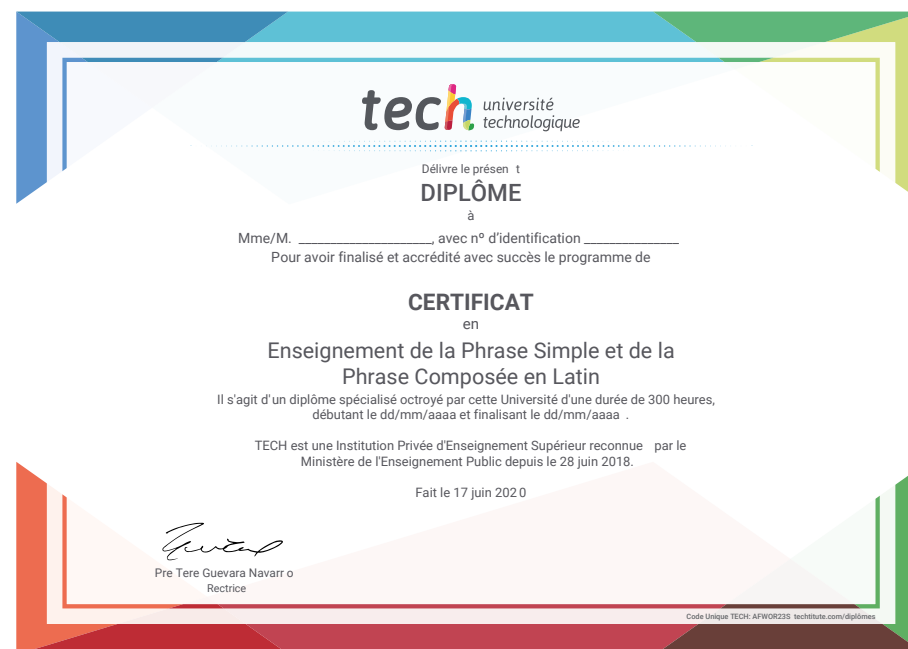 tech université
technologique
Délivre le présen t
DIPLÔME
à
Mme/M. _____________________, avec nº d'identification _______________
Pour avoir finalisé et accrédité avec succès le programme de
CERTIFICAT
en
Enseignement de la Phrase Simple et de la
Phrase Composée en Latin
Il s'agit d'un diplôme spécialisé octroyé par cette Université d'une durée de 300 heures,
débutant le dd/mm/aaaa et finalisant le dd/mm/aaaa .
TECH est une Institution Privée d'Enseignement Supérieur reconnue par le
Ministère de l'Enseignement Public depuis le 28 juin 2018.
Fait le 17 juin 2020
Pre Tere Guevara Navarr o
Rectrice
Code Unique TECH: AFWOR23S techtitute.com/diplômes